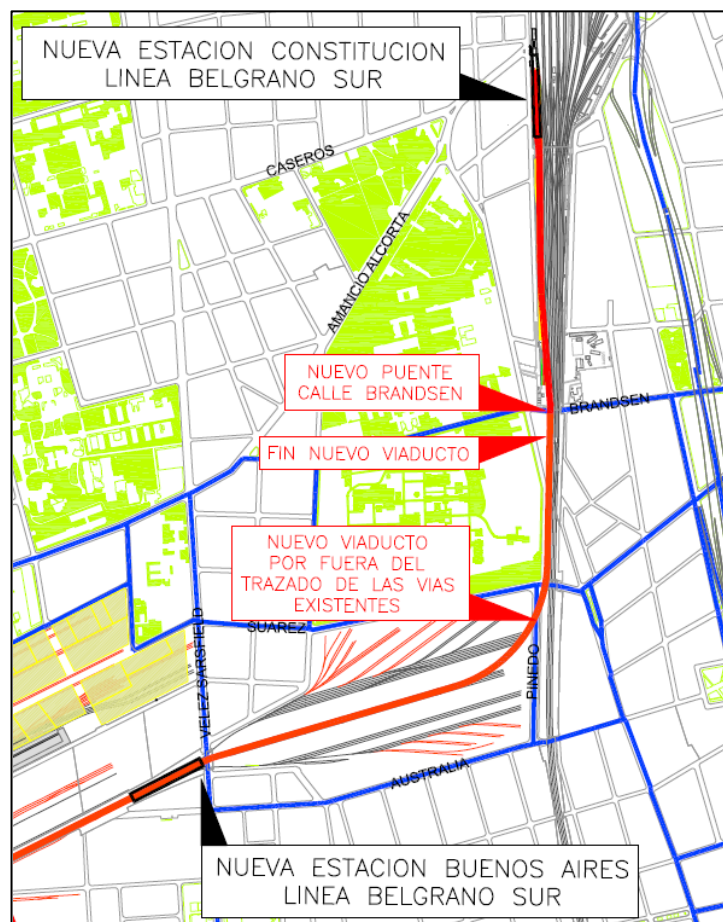 NUEVA ESTACION CONSTITUCION
LINEA BELGRANO SUR
CASEROS
AMANCIO ALCORTA
NUEVO PUENTE
CALLE BRANDSEN
BRANDSEN
FIN NUEVO VIADUCTO
NUEVO VIADUCTO
POR FUERA DEL
TRAZADO DE LAS VIAS
EXISTENTES
SUAREZ
VELEZ SARSFIELD
PINEDO
AUSTRALIA
NUEVA ESTACION BUENOS AIRES
LINEA BELGRANO SUR